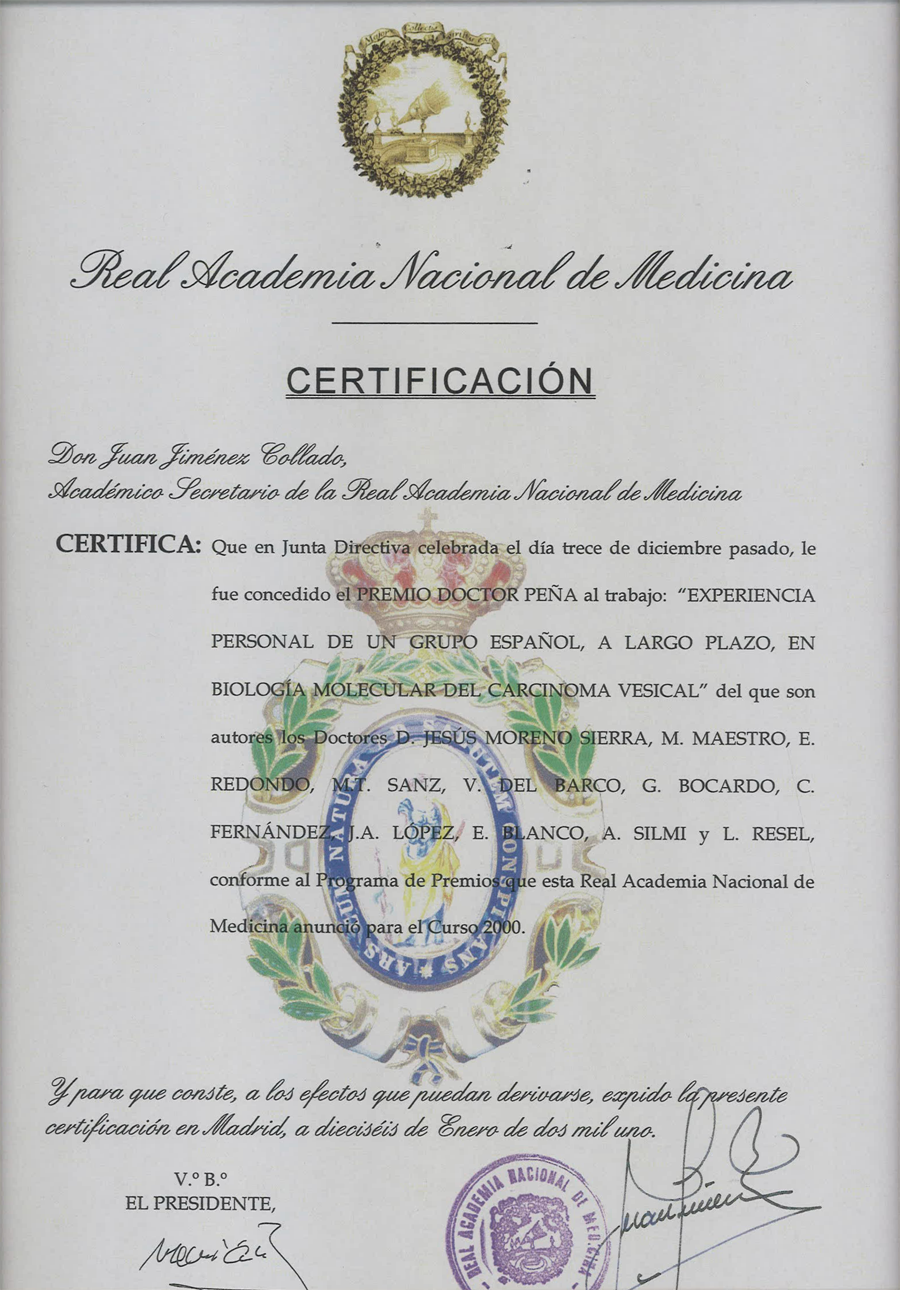 Real Academia Nacional de Medicina
CERTIFICACIÓN
Don Juan Jiménez Collado,
Académico Secretario de la Real Academia Nacional de Medicina
CERTIFICA: Que en Junta Directiva celebrada el día trece de diciembre pasado, le
fue concedido el PREMIO DOCTOR PEÑA al trabajo: “EXPERIENCIA
PERSONAL DE UN GRUPO ESPAÑOL, A LARGO PLAZO, EN
BIOLOGÍA MOLECULAR DEL CARCINOMA VESICAL” del que son
autores los Doctores D. JESÚS MORENO SIERRA, M. MAESTRO, E.
REDONDO, M.T. SANZ, V. DEL BARCO, G. BOCARDO, C.
FERNÁNDEZ, J.A. LÓPEZ, E. BLANCO, A. SILMI y L. RESEL,
conforme al Programa de Premios que esta Real Academia Nacional de
Medicina anunció para el Curso 2000.
ARS CUM NATURA AD SALUTEM CONSPIRANS
Y para que conste, a los efectos que puedan derivarse, expido la presente
certificación en Madrid, a dieciséis de Enero de dos mil uno.
V.º B.º
EL PRESIDENTE,
REAL ACADEMIA NACIONAL DE MEDICINA